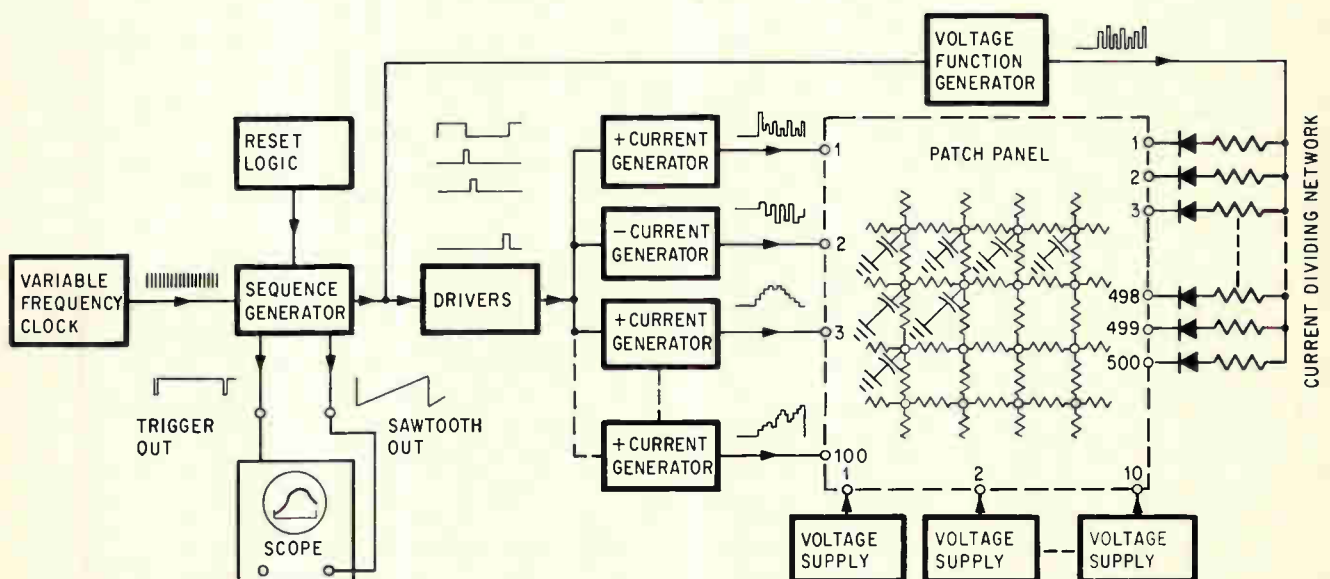 VOLTAGE
FUNCTION
GENERATOR
RESET
LOGIC
VARIABLE
FREQUENCY
CLOCK
SEQUENCE
GENERATOR
DRIVERS
+CURRENT
GENERATOR
1
-CURRENT
GENERATOR
2
+CURRENT
GENERATOR
3
+CURRENT
GENERATOR
100
PATCH PANEL
1
2
3
498
499
500
CURRENT DIVIDING NETWORK
TRIGGER
OUT
SAWTOOTH
OUT
SCOPE
1
2
10
VOLTAGE
SUPPLY
VOLTAGE
SUPPLY
VOLTAGE
SUPPLY